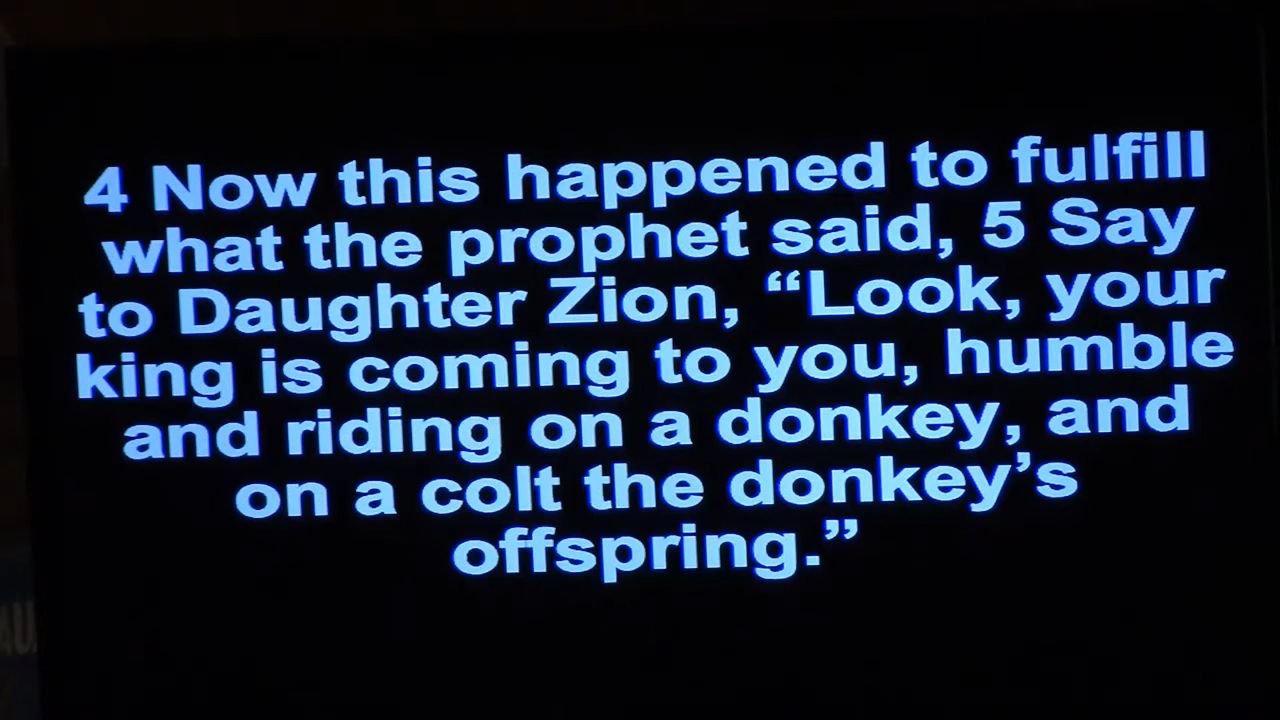 4 Now this happened to fulfill
what the prophet said, 5 Say
to Daughter Zion, “Look, your
king is coming to you, humble
and riding on a donkey, and
on a colt the donkey’s
offspring.”